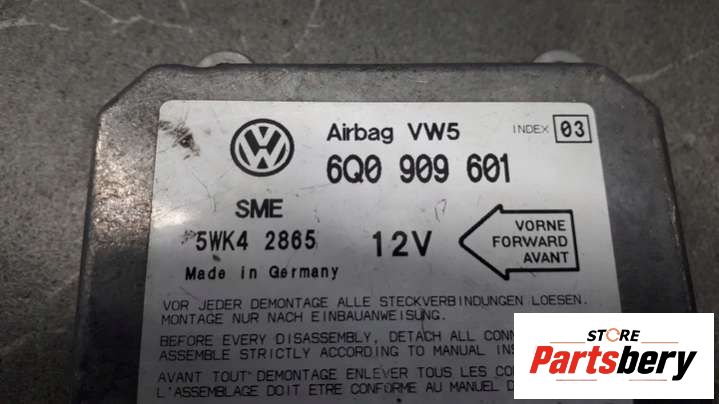 Airbag VW5 INDEX 03
6Q0 909 601
SME
5WK4 2865 12V
VORNE
FORWARD
AVANT
Made in Germany
VOR JEDER DEMONTAGE ALLE STECKVERBINDUNGEN LOESEN.
MONTAGE NUR NACH EINBAUANWEISUNG.
BEFORE EVERY DISASSEMBLY, DETACH ALL
ASSEMBLE STRICTLY ACCORDING TO MANUAL
AVANT TOUT DEMONTAGE ENLEVER TOUS LES
L'ASSEMBLAGE DOIT ETRE CONFORME AU MANUEL
STORE
Partsbery